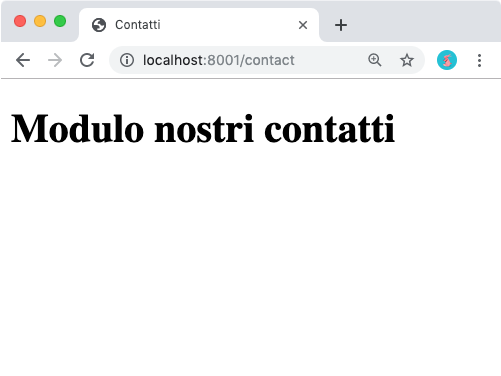 Contatti
localhost:8001/contact
Modulo nostri contatti